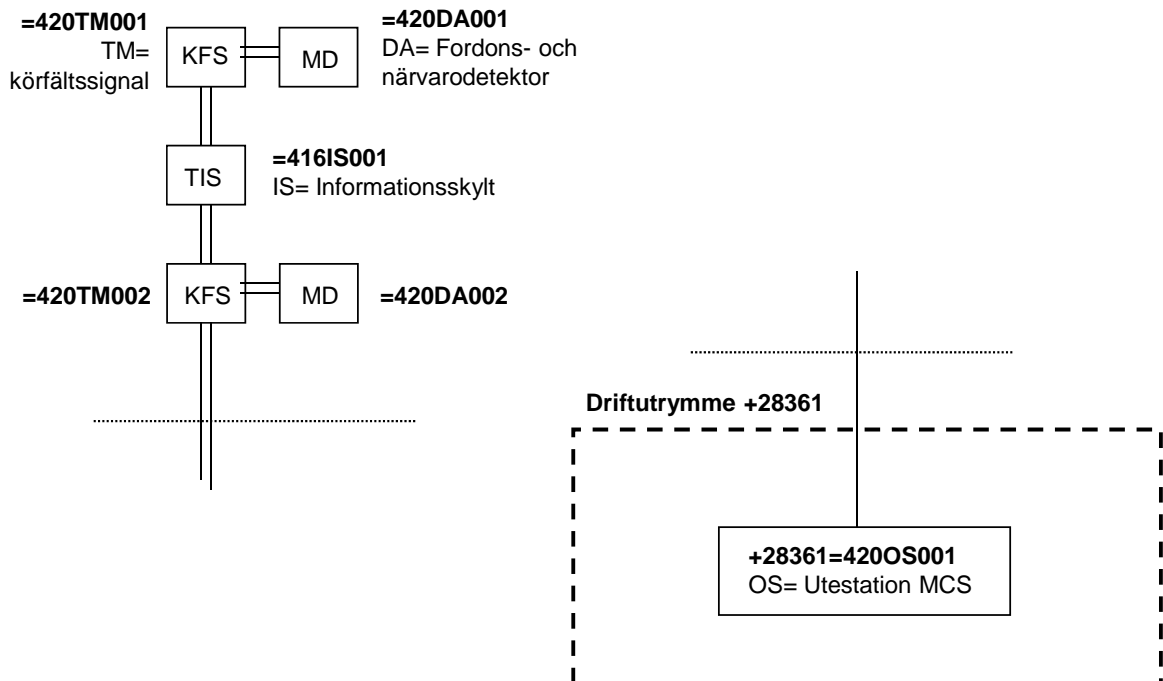 =420TM001
TM=
körfältssignal
KFS
MD
=420DA001
DA= Fordons- och
närvarodetektor
TIS
=416IS001
IS= Informationsskylt
=420TM002
KFS
MD
=420DA002
Driftutrymme +28361
+28361=420OS001
OS= Utestation MCS